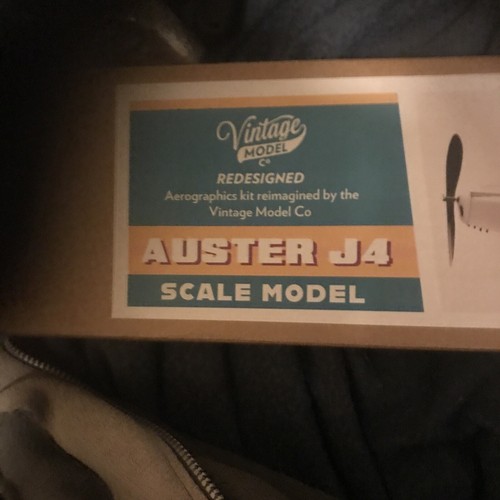 Vintage
MODEL
Co
REDESIGNED
Aerographics kit reimagined by the
Vintage Model Co
AUSTER J4
SCALE MODEL